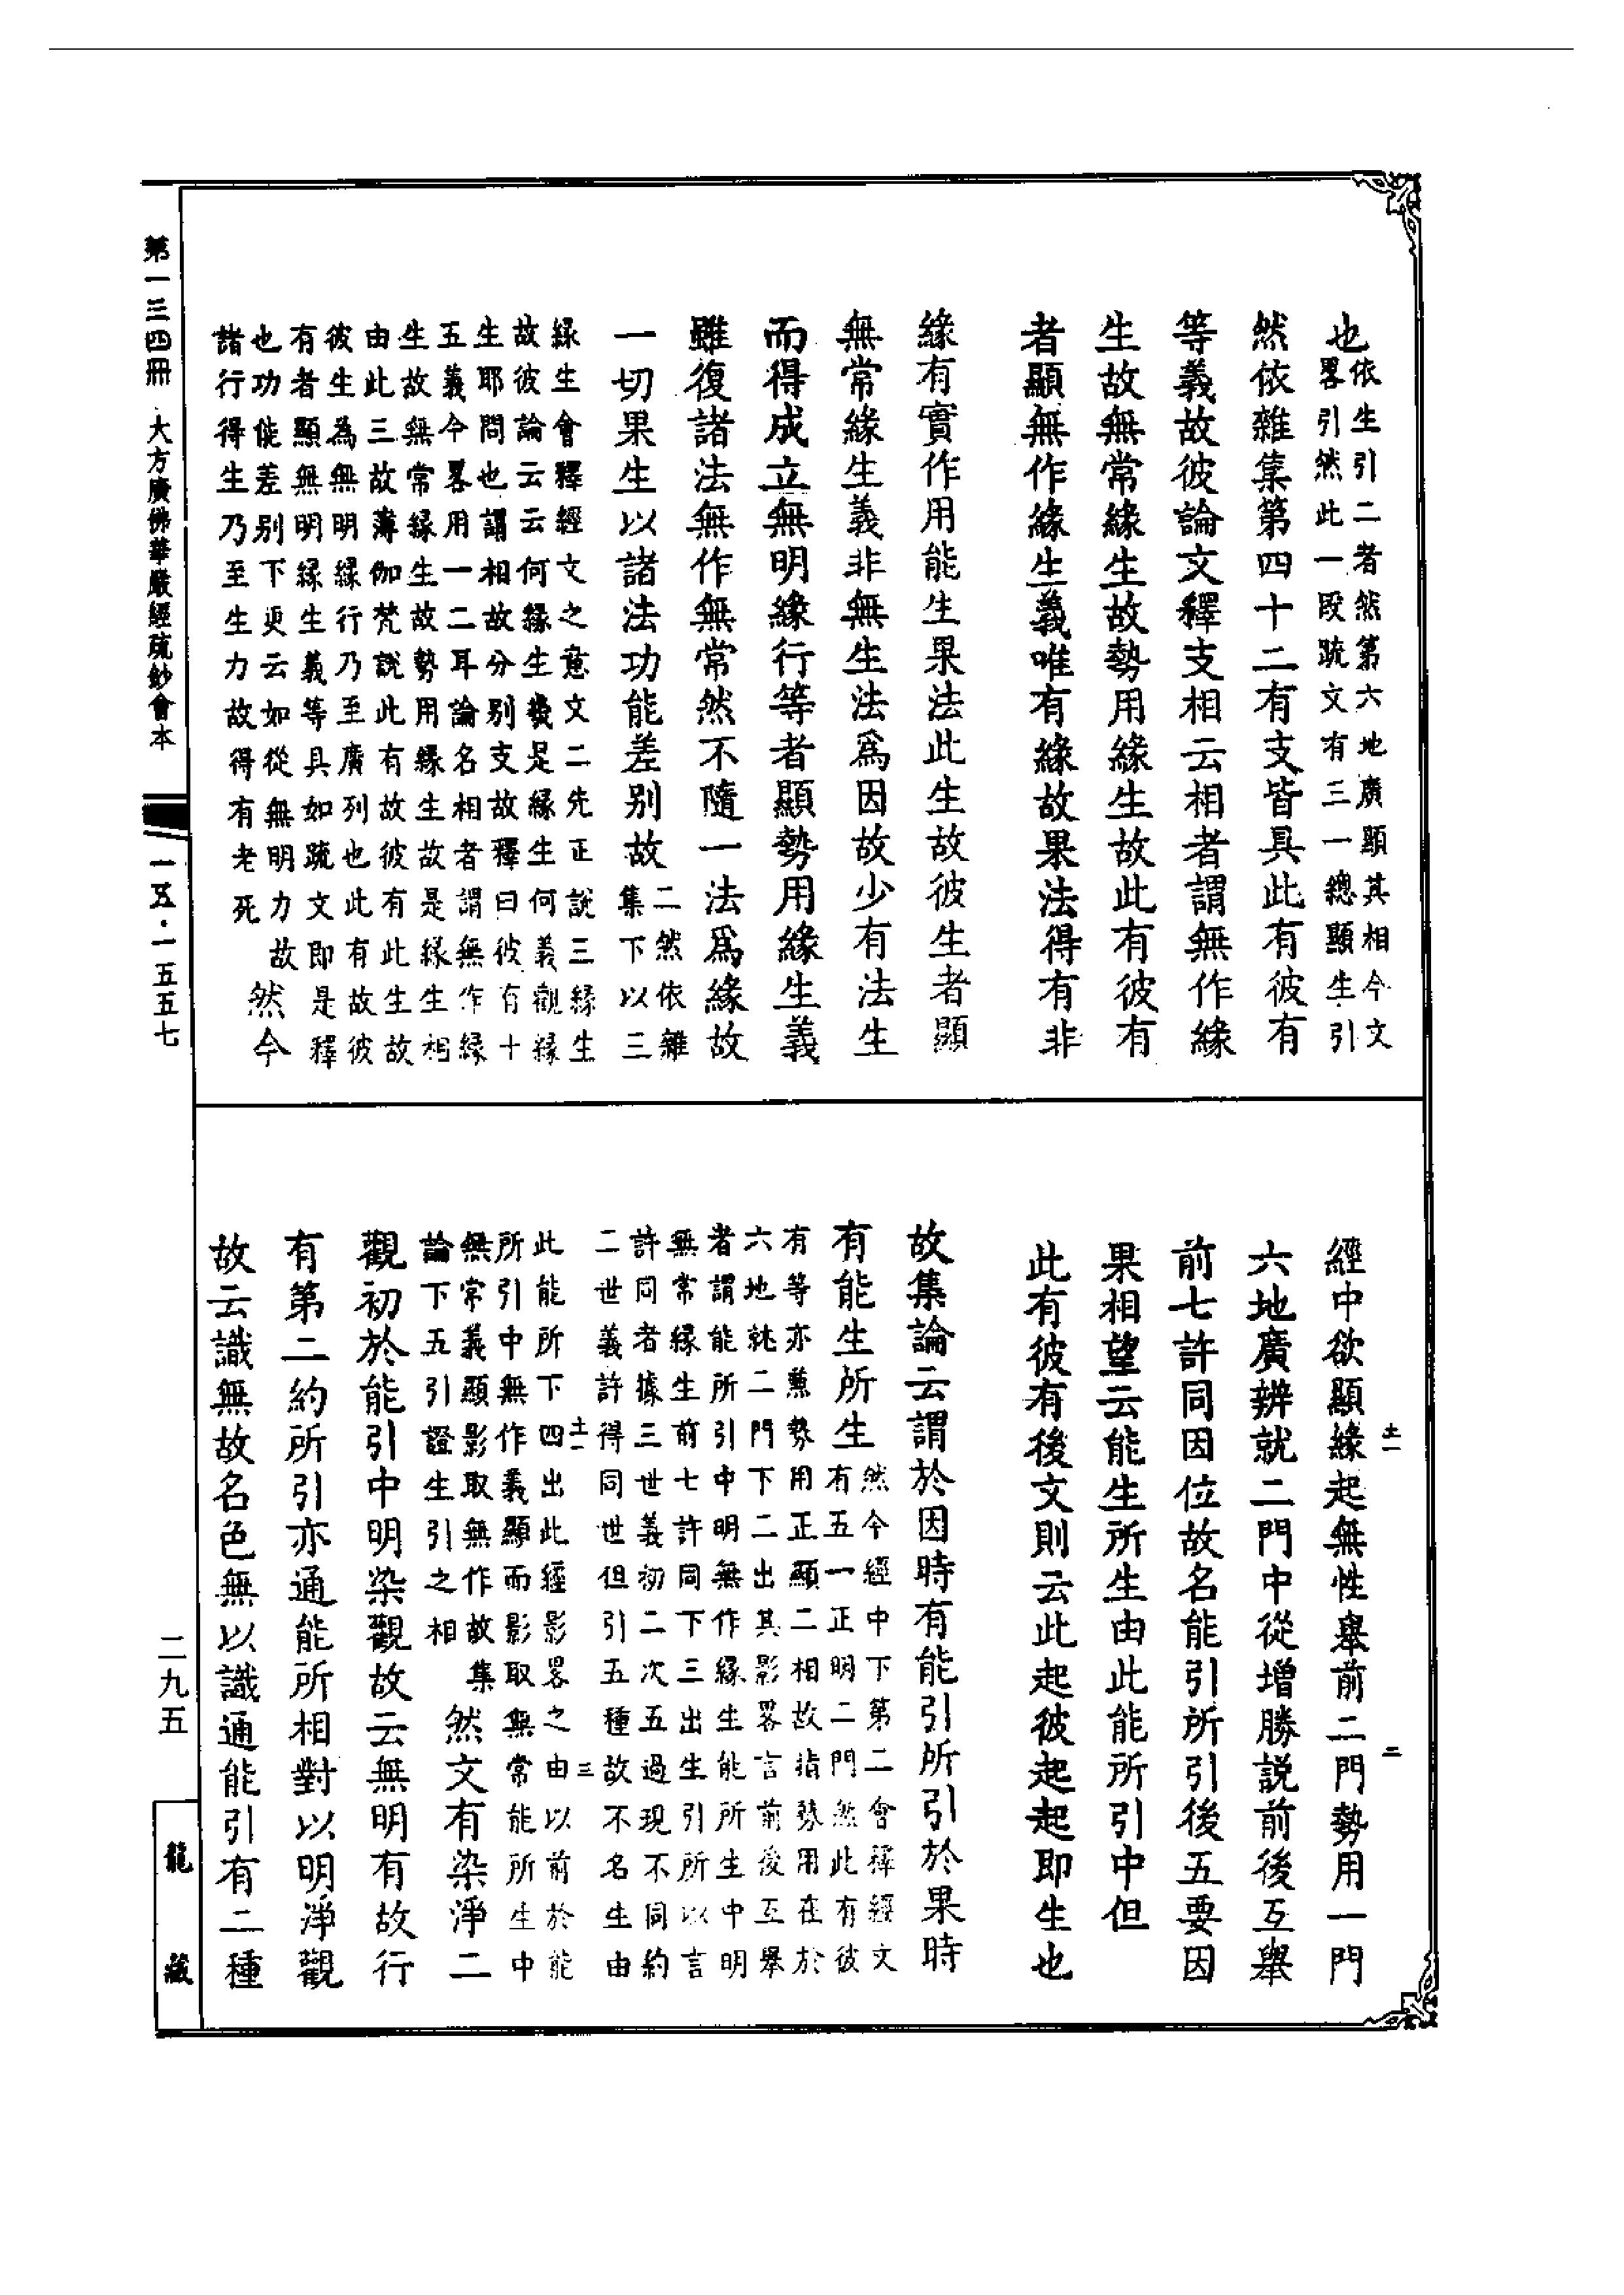 也依生引二者然第六地廣顯其相今文
畧引然此一段䟽文有三一總顯生引
然依雜集第四十二有支皆具此有彼有
等義故彼論文釋支相云相者謂無作緣
生故無常緣生故勢用緣生故此有彼有
者顯無作緣生義唯有緣故果法得有非
緣有實作用能生果法此生故彼生者顯
無常緣生義非無生法爲因故少有法生
而得成立無明緣行等者顯勢用緣生義
雖復諸法無作無常然不隨一法爲緣故
一切果生以諸法功能差别故二然依雜
集下以三
緣生會釋經文之意文二先正說三緣生
故彼論云云何緣生義是緣生何義觀緣
生耶問也謂相故分别支故釋曰彼有十
五義今畧用一二耳論名相者謂無作緣
生故無常緣生故勢用緣生故是緣生相
由此三故薄伽梵說此有故彼有此生故
彼生為無明緣行乃至廣列也此有故彼
有者顯無明緣生義等具如䟽文即是釋
也功能差别下更云如從無明力故
諸行得生乃至生力故得有老死
然今
經中欲顯緣起無性舉前二門勢用一門
六地廣辨就二門中從增勝説前後互舉
前七許同因位故名能引所引後五要因
果相望云能生所生由此能所引中但
此有彼有後文則云此起彼起起即生也
故集論云謂於因時有能引所引於果時
有能生所生然今經中下第二會釋經文
有五一正明二門然此有彼
有等亦兼勢用正顯二相故指勢用在於
六地就二門下二出其影畧言前後互舉
者謂能所引中明無作緣生能所生中明
無常緣生前七許同下三出生引所以言
許同者據三世義初二次五過現不同約
二世義許得同世但引五種故不名生由
此能所下四出此經影畧之由以前於能
所引中無作義顯而影取無常能所生中
無常義顯影取無作故集
論下五引證生引之相
然文有染淨二
觀初於能引中明染觀故云無明有故行
有第二約所引亦通能所相對以明淨觀
故云識無故名色無以識通能引有二種
第一三四冊 大方廣佛華嚴經疏鈔會本
一五·一五五七
二九五
龍藏